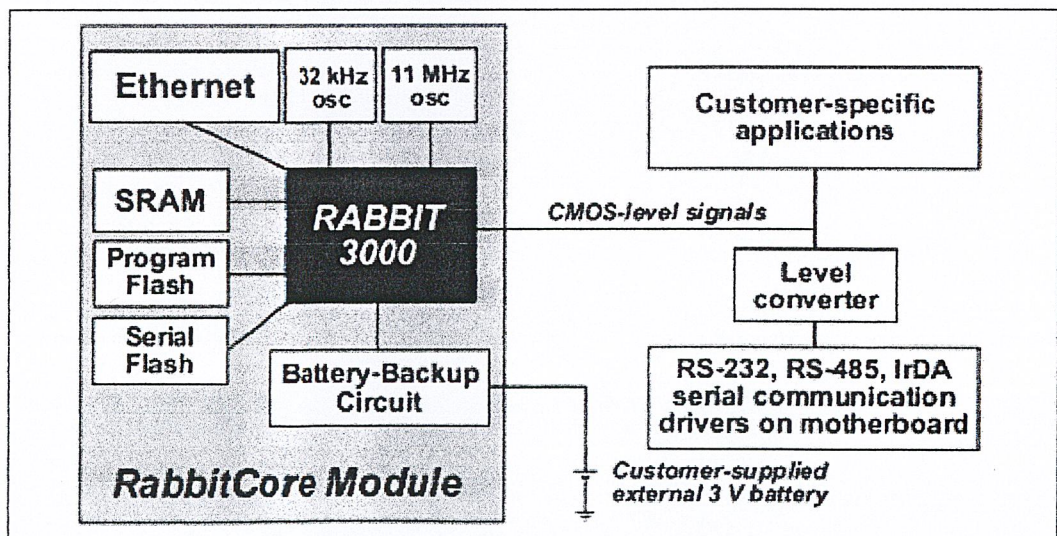 Ethernet
32 kHz
osc
11 MHz
osc
SRAM
Program
Flash
Serial
Flash
RABBIT
3000
Battery-Backup
Circuit
RabbitCore Module
CMOS-level signals
Customer-specific
applications
Level
converter
RS-232, RS-485, IrDA
serial communication
drivers on motherboard
Customer-supplied
external 3 V battery